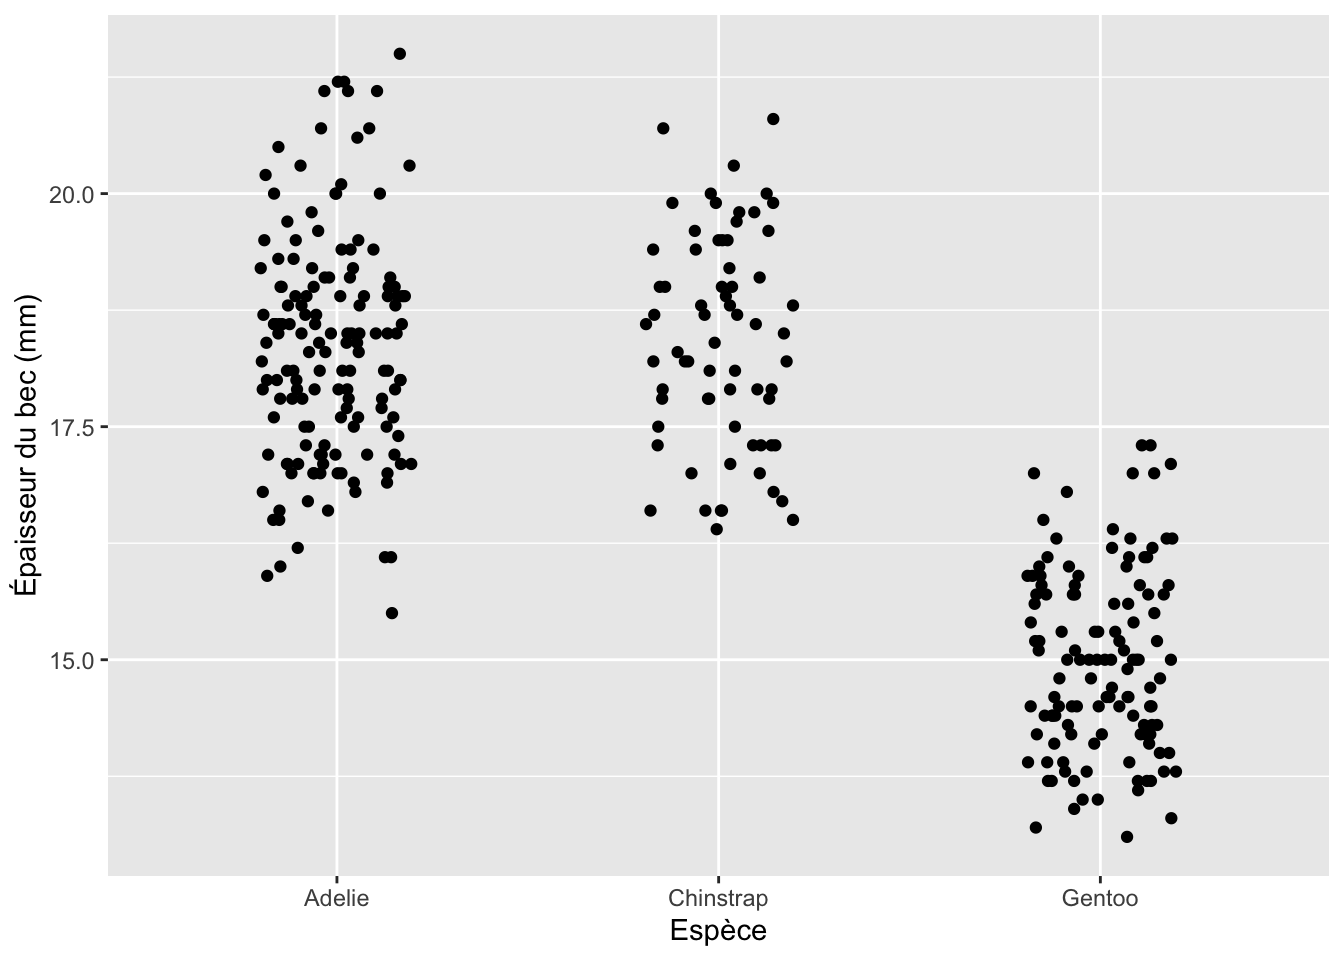 Épaisseur du bec (mm)
20.0
17.5
15.0
Adelie
Chinstrap
Gentoo
Espèce